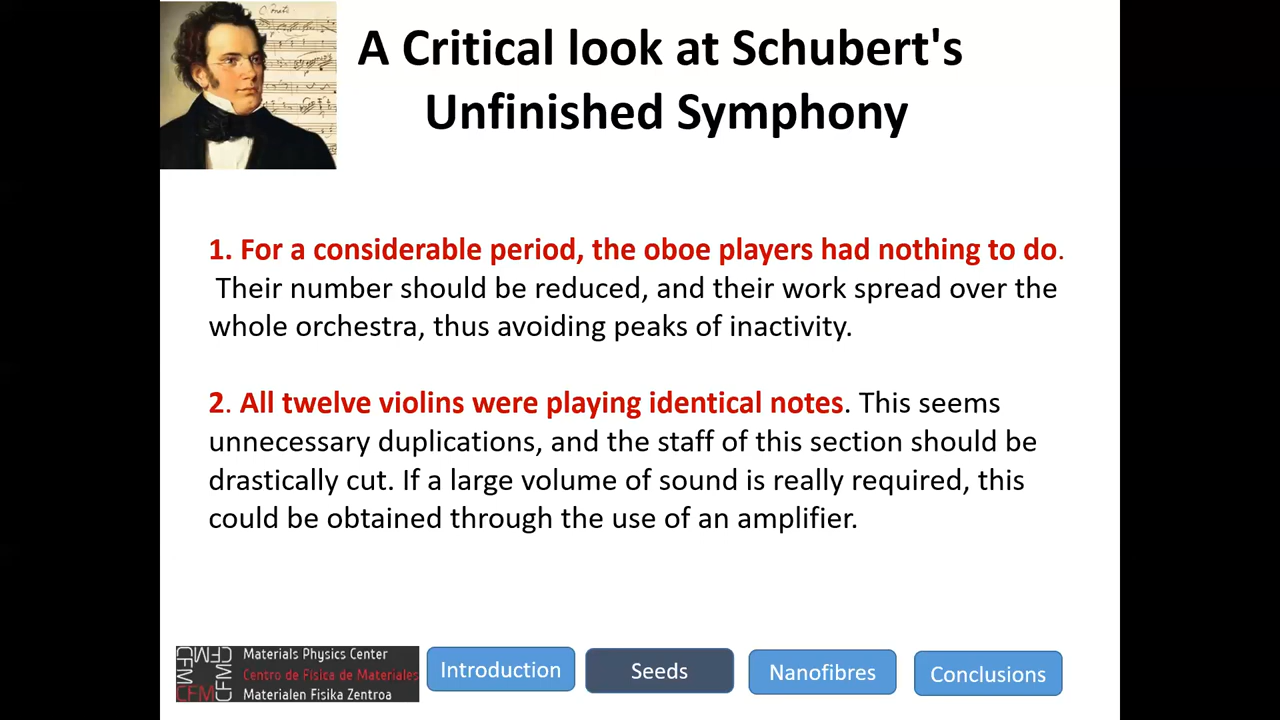 A Critical look at Schubert's
Unfinished Symphony
1. For a considerable period, the oboe players had nothing to do.
Their number should be reduced, and their work spread over the
whole orchestra, thus avoiding peaks of inactivity.
2. All twelve violins were playing identical notes. This seems
unnecessary duplications, and the staff of this section should be
drastically cut. If a large volume of sound is really required, this
could be obtained through the use of an amplifier.
CFM CFM CFM CFM
Materials Physics Center
Centro de Física de Materiales
Materialen Fisika Zentroa
Introduction
Seeds
Nanofibres
Conclusions